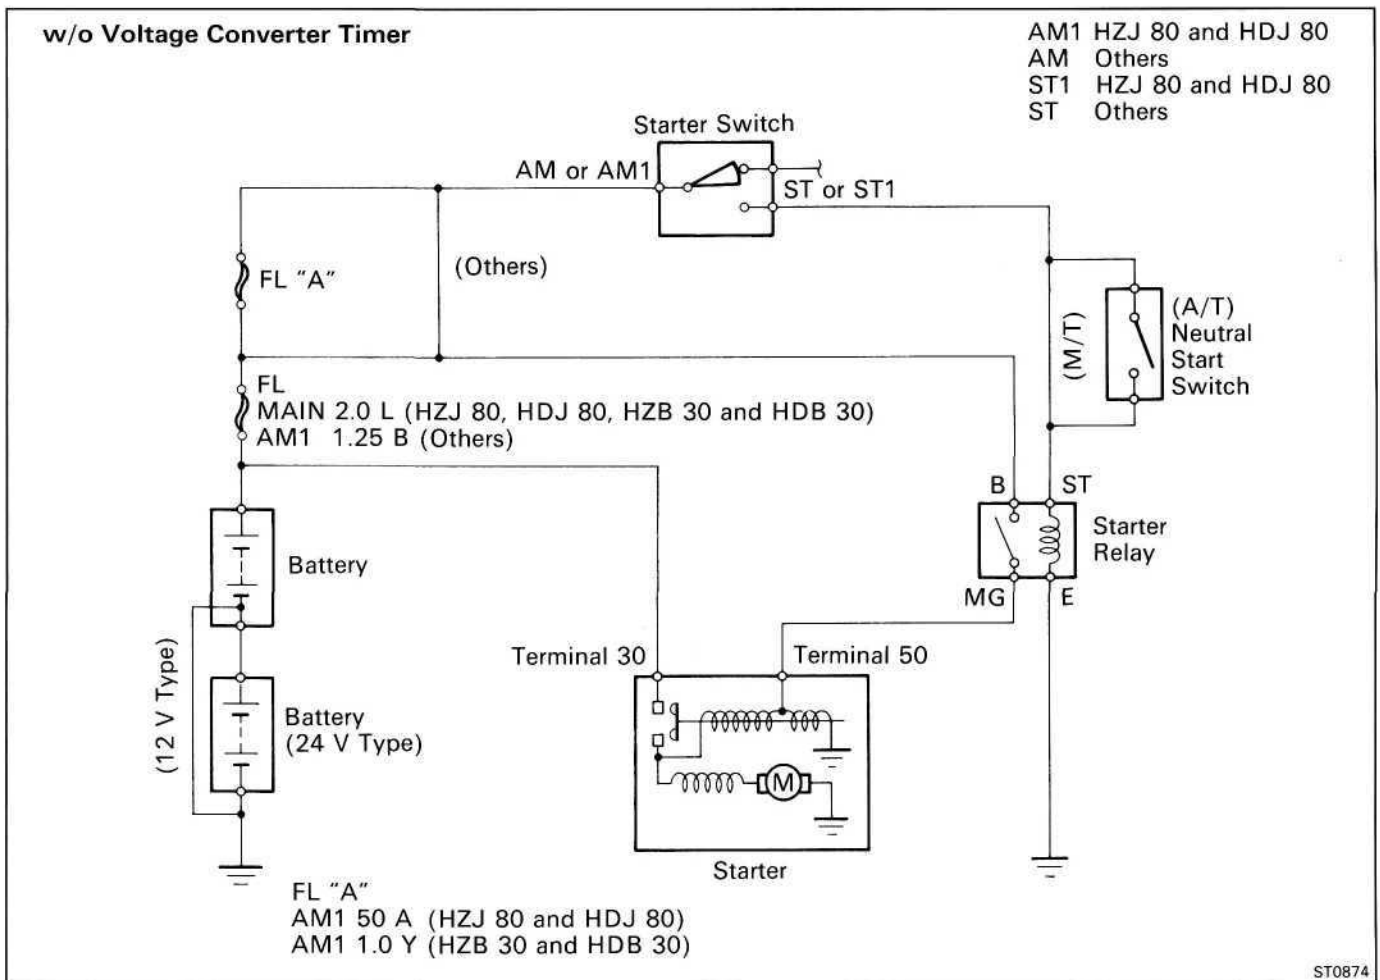 w/o Voltage Converter Timer
AM1 HZJ 80 and HDJ 80
AM Others
ST1 HZJ 80 and HDJ 80
ST Others
Starter Switch
AM or AM1
ST or ST1
(Others)
FL "A"
(M/T)
(A/T)
Neutral
Start
Switch
FL
MAIN 2.0 L (HZJ 80, HDJ 80, HZB 30 and HDB 30)
AM1 1.25 B (Others)
B
ST
Starter
Relay
MG
E
Battery
(12 V Type)
Battery
(24 V Type)
Terminal 30
Terminal 50
M
Starter
FL "A"
AM1 50 A (HZJ 80 and HDJ 80)
AM1 1.0 Y (HZB 30 and HDB 30)
ST0874